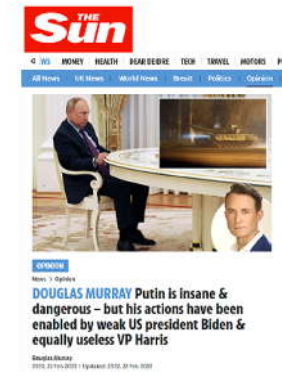 THE
Sun
WS MONEY HEALTH DEAR DEIDRE TECH TRAVEL MOTORS
All News UK News World News Brexit Politics Opinion
OPINION
News > Opinion
DOUGLAS MURRAY Putin is insane &
dangerous – but his actions have been
enabled by weak US president Biden &
equally useless VP Harris
Douglas Murray